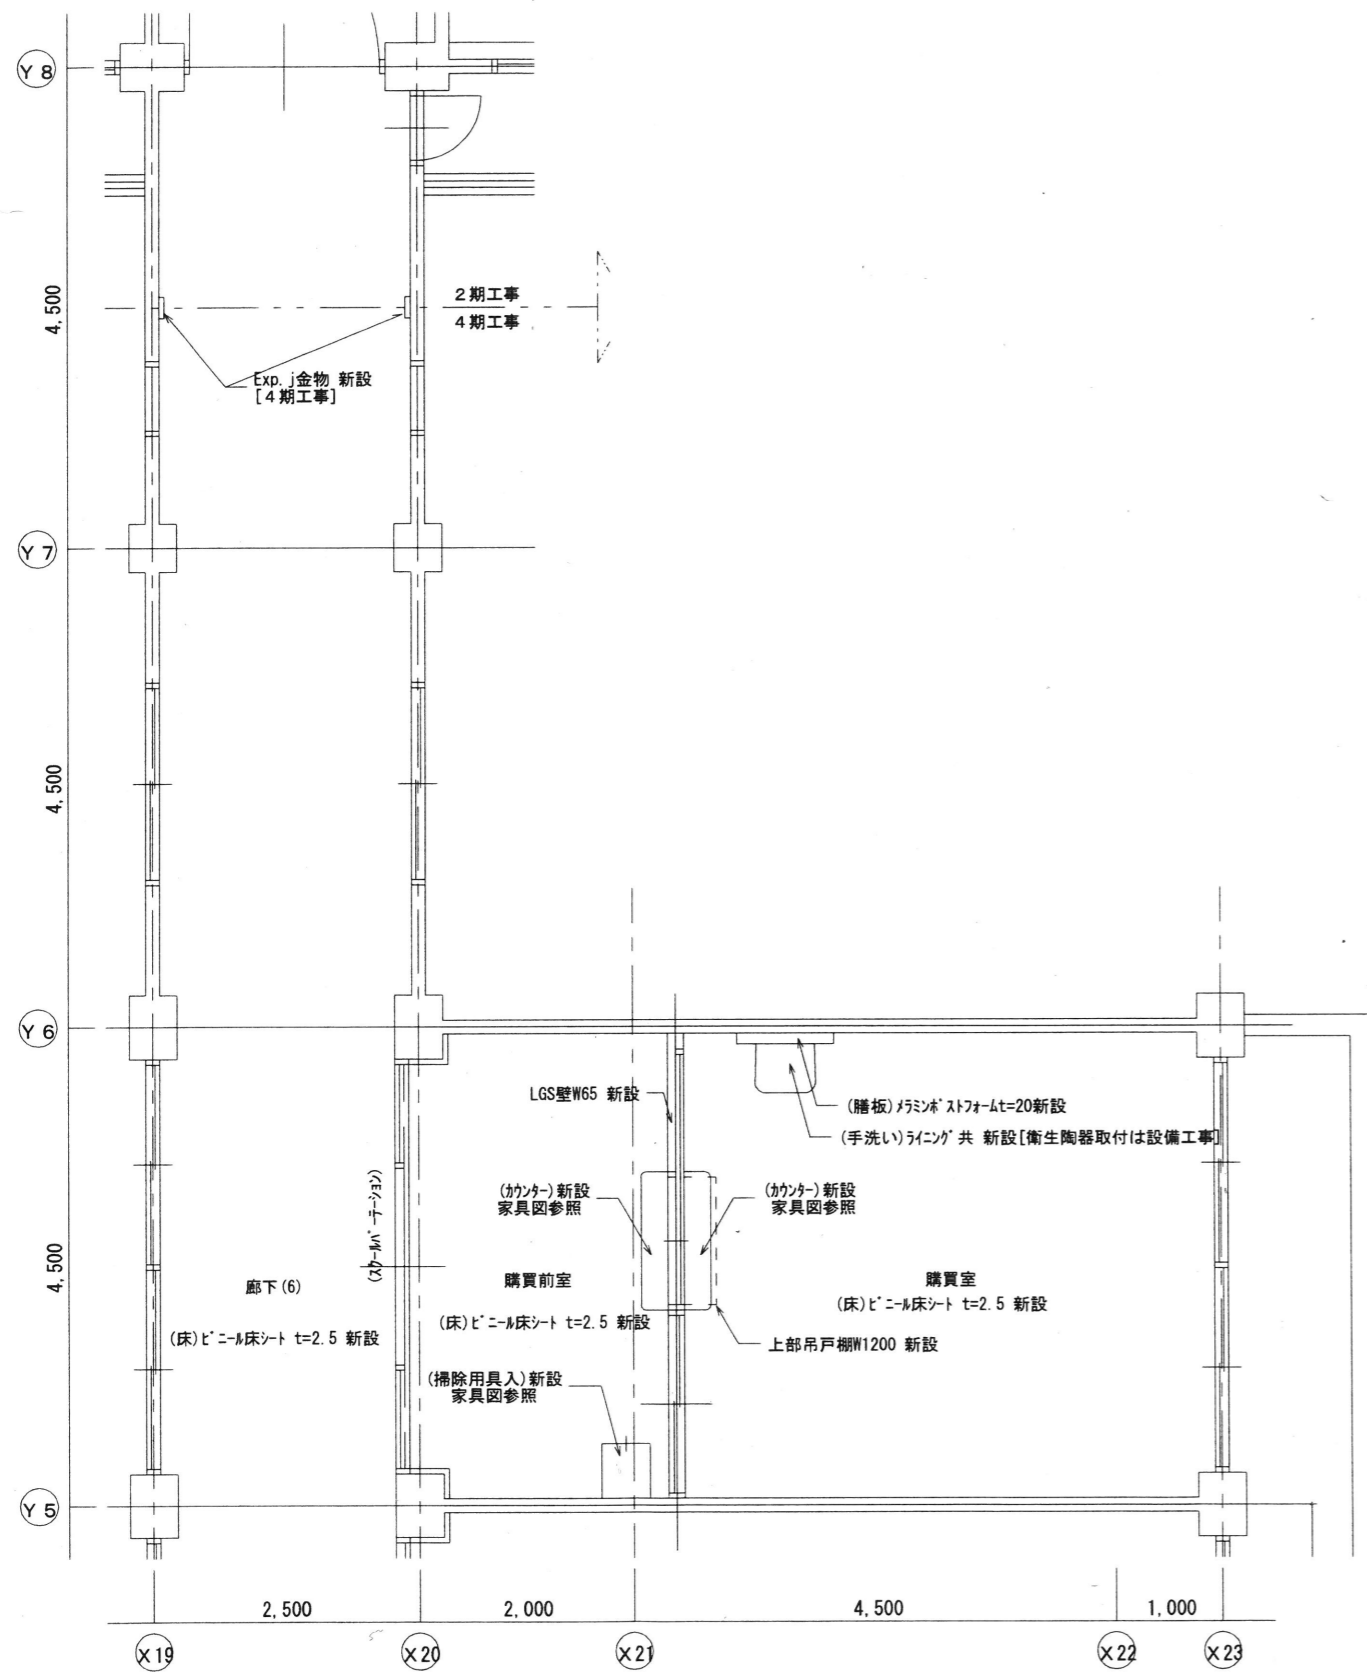 Y 8
4,500
2期工事
4期工事
Exp. j金物 新設
[4期工事]
Y 7
4,500
Y 6
LGS壁W65 新設
(膳板)ﾒﾗﾐﾝﾎﾟｽﾄﾌｫｰﾑt=20新設
(手洗い)ﾗｲﾆﾝｸﾞ共 新設[衛生陶器取付は設備工事]
(ｽｸｰﾙﾊﾟｰﾃｰｼｮﾝ)
(ｶｳﾝﾀｰ)新設
家具図参照
(ｶｳﾝﾀｰ)新設
家具図参照
4,500
廊下(6)
購買前室
購買室
(床)ﾋﾞﾆｰﾙ床ｼｰﾄ t=2.5 新設
(床)ﾋﾞﾆｰﾙ床ｼｰﾄ t=2.5 新設
(床)ﾋﾞﾆｰﾙ床ｼｰﾄ t=2.5 新設
上部吊戸棚W1200 新設
(掃除用具入)新設
家具図参照
Y 5
2,500
2,000
4,500
1,000
X19
X20
X21
X22
X23